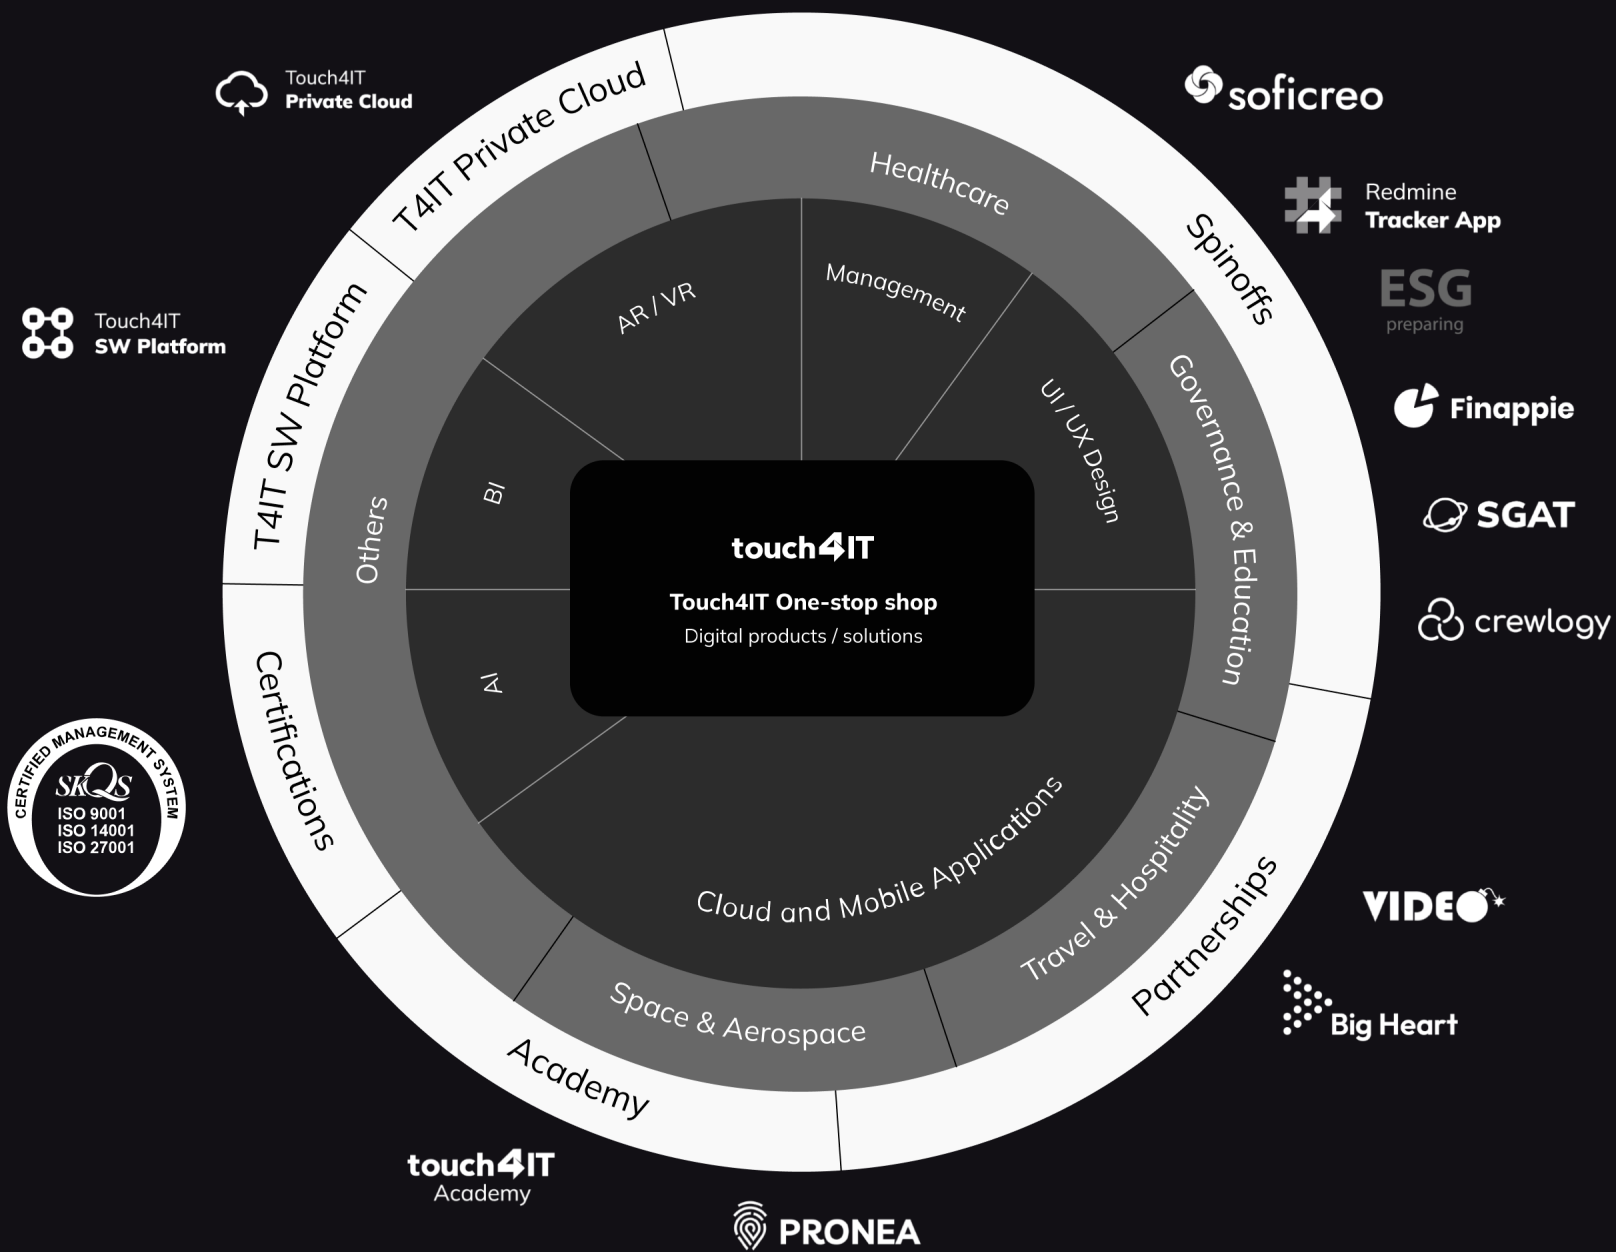 Touch4IT
Private Cloud
T4IT Private Cloud
soficreo
Healthcare
Redmine
Tracker App
Spinoffs
ESG
preparing
Management
AR / VR
Touch4IT
SW Platform
T4IT SW Platform
UI / UX Design
Governance & Education
Finappie
BI
Others
SGAT
touch4IT
Touch4IT One-stop shop
Digital products / solutions
crewlogy
AI
Certifications
CERTIFIED MANAGEMENT SYSTEM
SKQS
ISO 9001
ISO 14001
ISO 27001
Cloud and Mobile Applications
Travel & Hospitality
Partnerships
VIDEO
Big Heart
Space & Aerospace
Academy
touch4IT
Academy
PRONEA